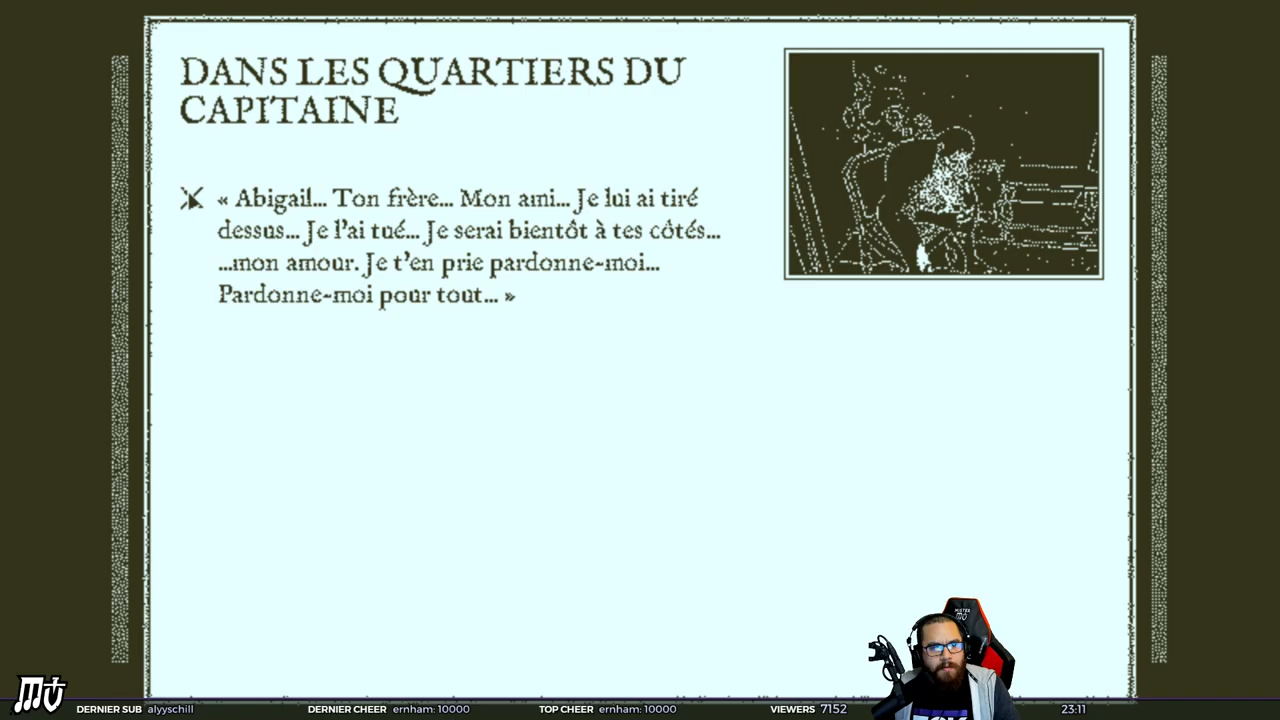 DANS LES QUARTIERS DU
CAPITAINE
« Abigail... Ton frère... Mon ami... Je lui ai tiré
dessus... Je l'ai tué... Je serai bientôt à tes côtés...
...mon amour. Je t'en prie pardonne-moi...
Pardonne-moi pour tout... »
DERNIER SUB alyyschill DERNIER CHEER ernham: 10000 TOP CHEER ernham: 10000 VIEWERS 7152 23:11